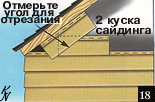 Отмерьте
угол для
отрезания
2 куска
сайдинга
18